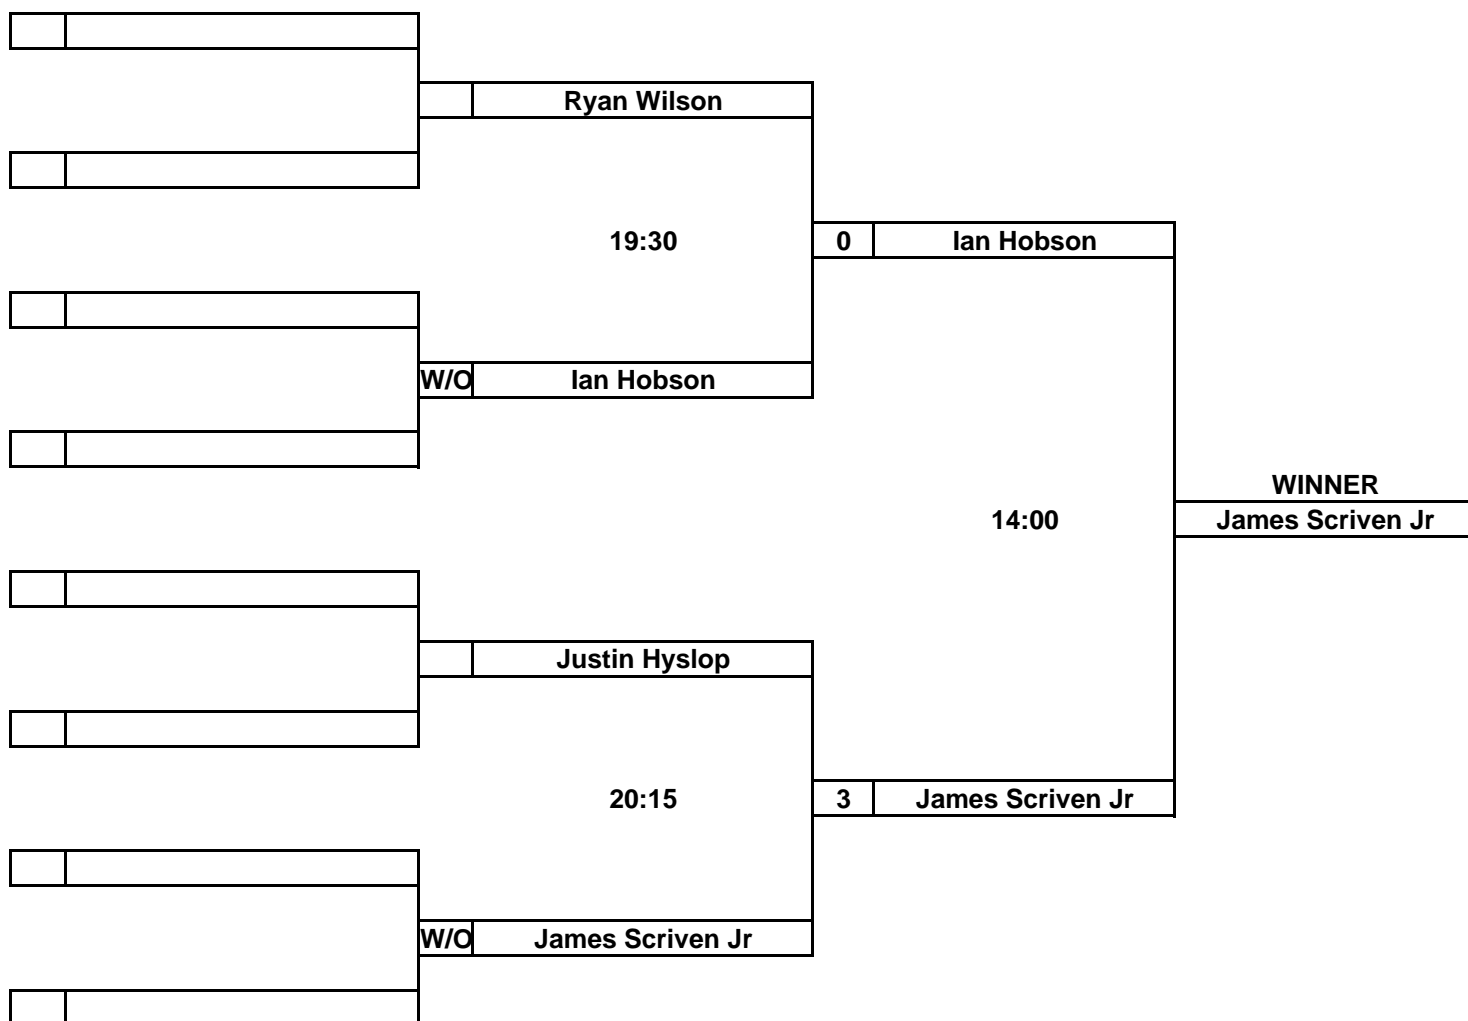 Ryan Wilson
19:30
0 Ian Hobson
W/O Ian Hobson
WINNER
14:00
James Scriven Jr
Justin Hyslop
20:15
3 James Scriven Jr
W/O James Scriven Jr